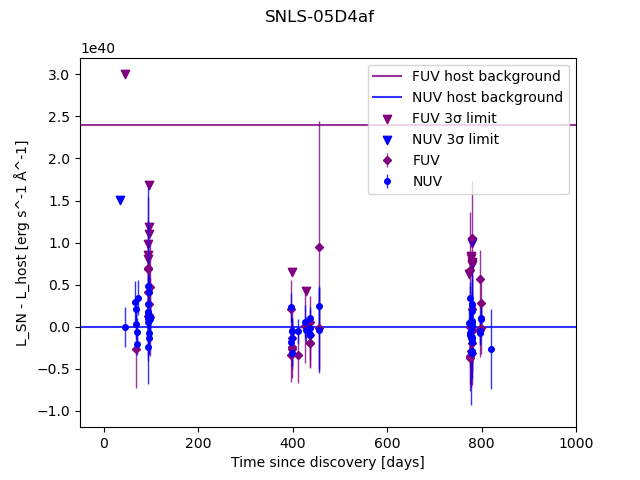 SNLS-05D4af
1e40
FUV host background
NUV host background
FUV 3σ limit
NUV 3σ limit
FUV
NUV
L_SN - L_host [erg s^-1 Å^-1]
3.0
2.5
2.0
1.5
1.0
0.5
0.0
−0.5
−1.0
0
200
400
600
800
1000
Time since discovery [days]